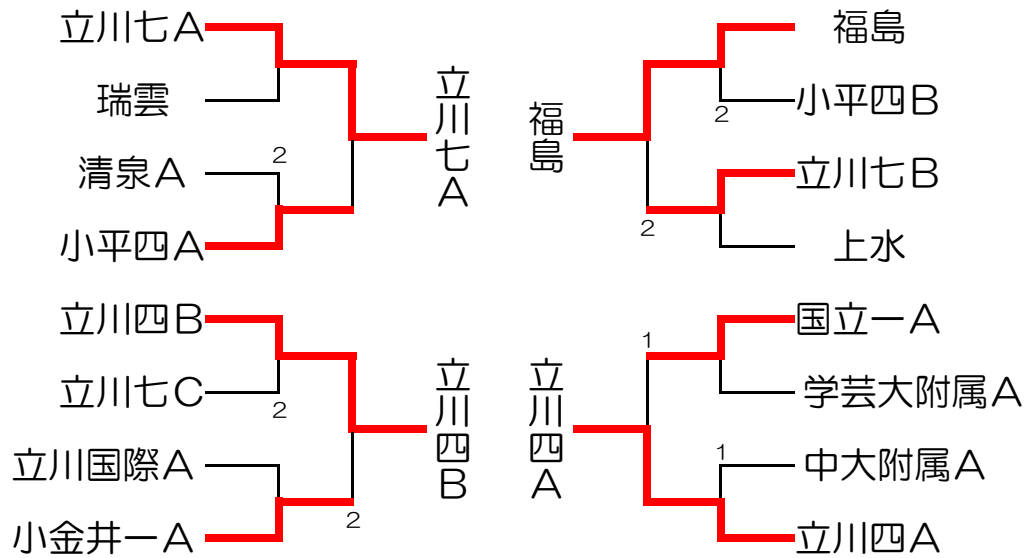 立川七A
瑞雲
2
清泉A
小平四A
立川七A
福島
小平四B
2
立川七B
2
上水
福島
立川四B
立川七C
2
立川国際A
小金井一A
2
立川四B
国立一A
1
学芸大附属A
1
中大附属A
立川四A
立川四A